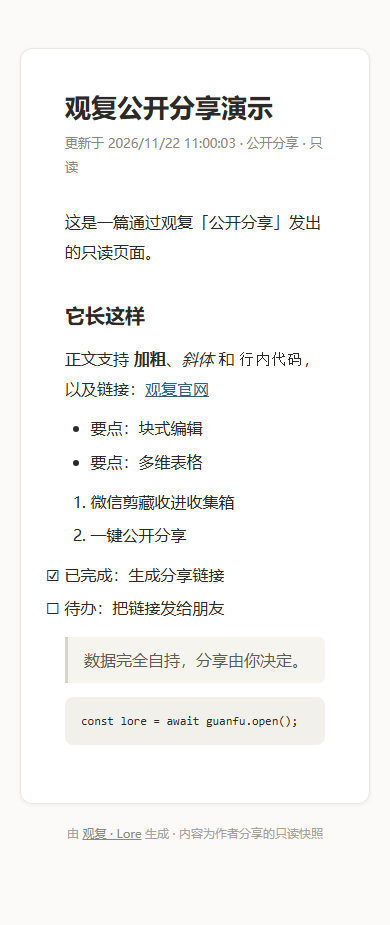 观复公开分享演示
更新于 2026/11/22 11:00:03 · 公开分享 · 只
读
这是一篇通过观复「公开分享」发出
的只读页面。
它长这样
正文支持 加粗、斜体 和 行内代码，
以及链接：观复官网
• 要点：块式编辑
• 要点：多维表格
1. 微信剪藏收进收集箱
2. 一键公开分享
☑ 已完成：生成分享链接
☐ 待办：把链接发给朋友
数据完全自持，分享由你决定。
const lore = await guanfu.open();
由 观复 · Lore 生成 · 内容为作者分享的只读快照